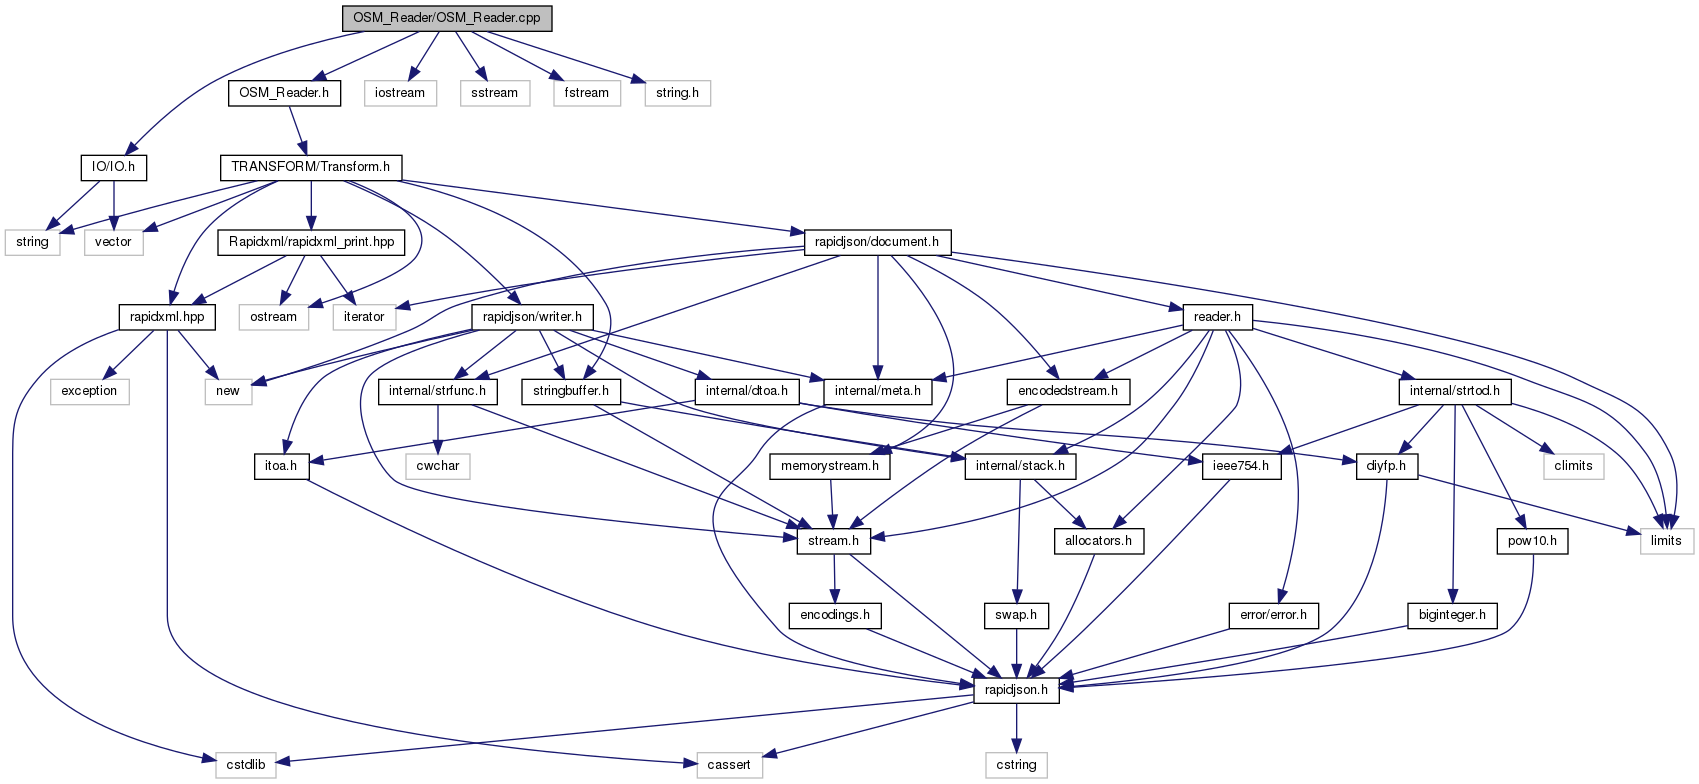 OSM_Reader/OSM_Reader.cpp
OSM_Reader.h
iostream
sstream
fstream
string.h
IO/IO.h
TRANSFORM/Transform.h
string
vector
Rapidxml/rapidxml_print.hpp
rapidjson/document.h
rapidxml.hpp
ostream
iterator
rapidjson/writer.h
reader.h
exception
new
internal/strfunc.h
stringbuffer.h
internal/dtoa.h
internal/meta.h
encodedstream.h
internal/strtod.h
itoa.h
cwchar
memorystream.h
internal/stack.h
ieee754.h
diyfp.h
climits
stream.h
allocators.h
pow10.h
limits
encodings.h
swap.h
error/error.h
biginteger.h
rapidjson.h
cstdlib
cassert
cstring